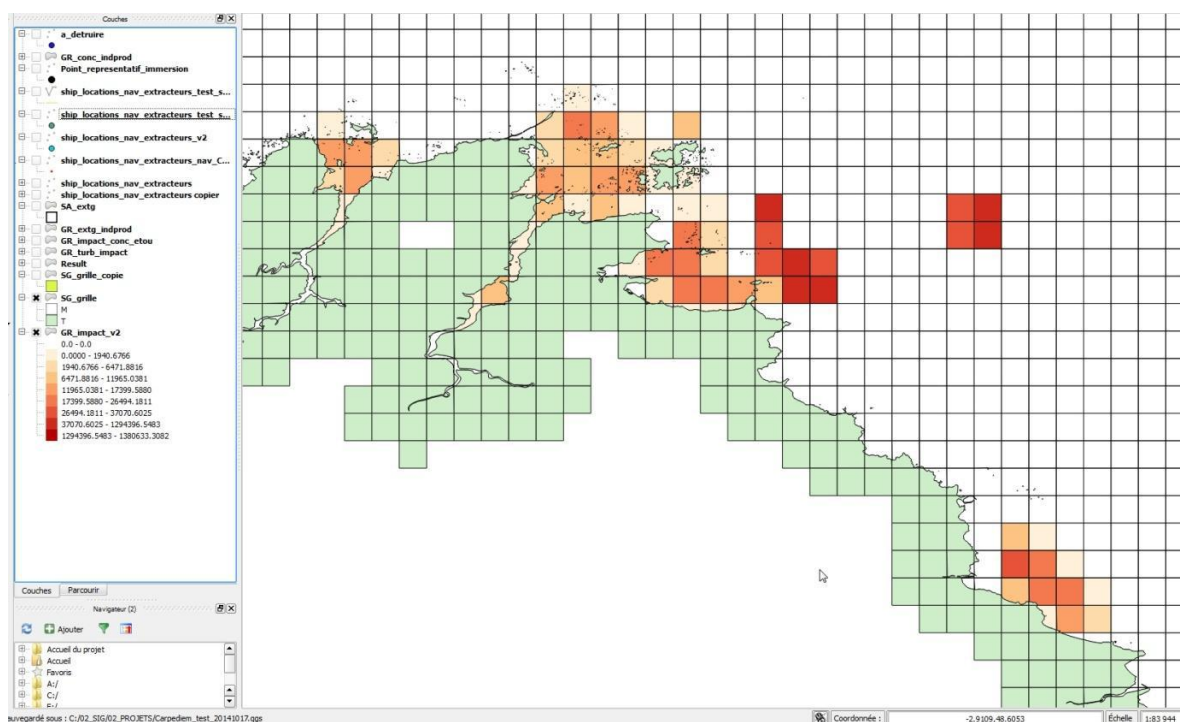 Couches
a_detruire
GR_conc_indprod
Point_representatif_immersion
ship_locations_nav_extracteurs_test_s...
ship_locations_nav_extracteurs_test_s...
ship_locations_nav_extracteurs_v2
ship_locations_nav_extracteurs_nav_C...
ship_locations_nav_extracteurs
ship_locations_nav_extracteurs copier
SA_extg
GR_extg_indprod
GR_impact_conc_etou
GR_turb_impact
Result
SG_grille_copie
SG_grille
M
T
GR_impact_v2
0.0 - 0.0
0.0000 - 1940.6766
1940.6766 - 6471.8816
6471.8816 - 11965.0381
11965.0381 - 17399.5880
17399.5880 - 26494.1811
26494.1811 - 37070.6025
37070.6025 - 1294396.5483
1294396.5483 - 1380633.3082
Couches Parcourir
Navigateur (2)
Ajouter
Accueil du projet
Accueil
Favoris
A:/
C:/
E:/
auvegardé sous : C:/02_SIG/02_PROJETS/Carpediem_test_20141017.qgs Coordonnée : -2.9109,48.6053 Échelle 1:83 944